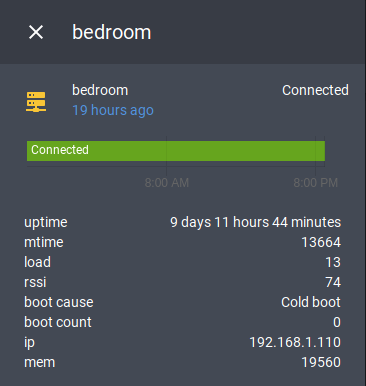 bedroom
bedroom Connected
19 hours ago
Connected
8:00 AM 8:00 PM
uptime 9 days 11 hours 44 minutes
mtime 13664
load 13
rssi 74
boot cause Cold boot
boot count 0
ip 192.168.1.110
mem 19560